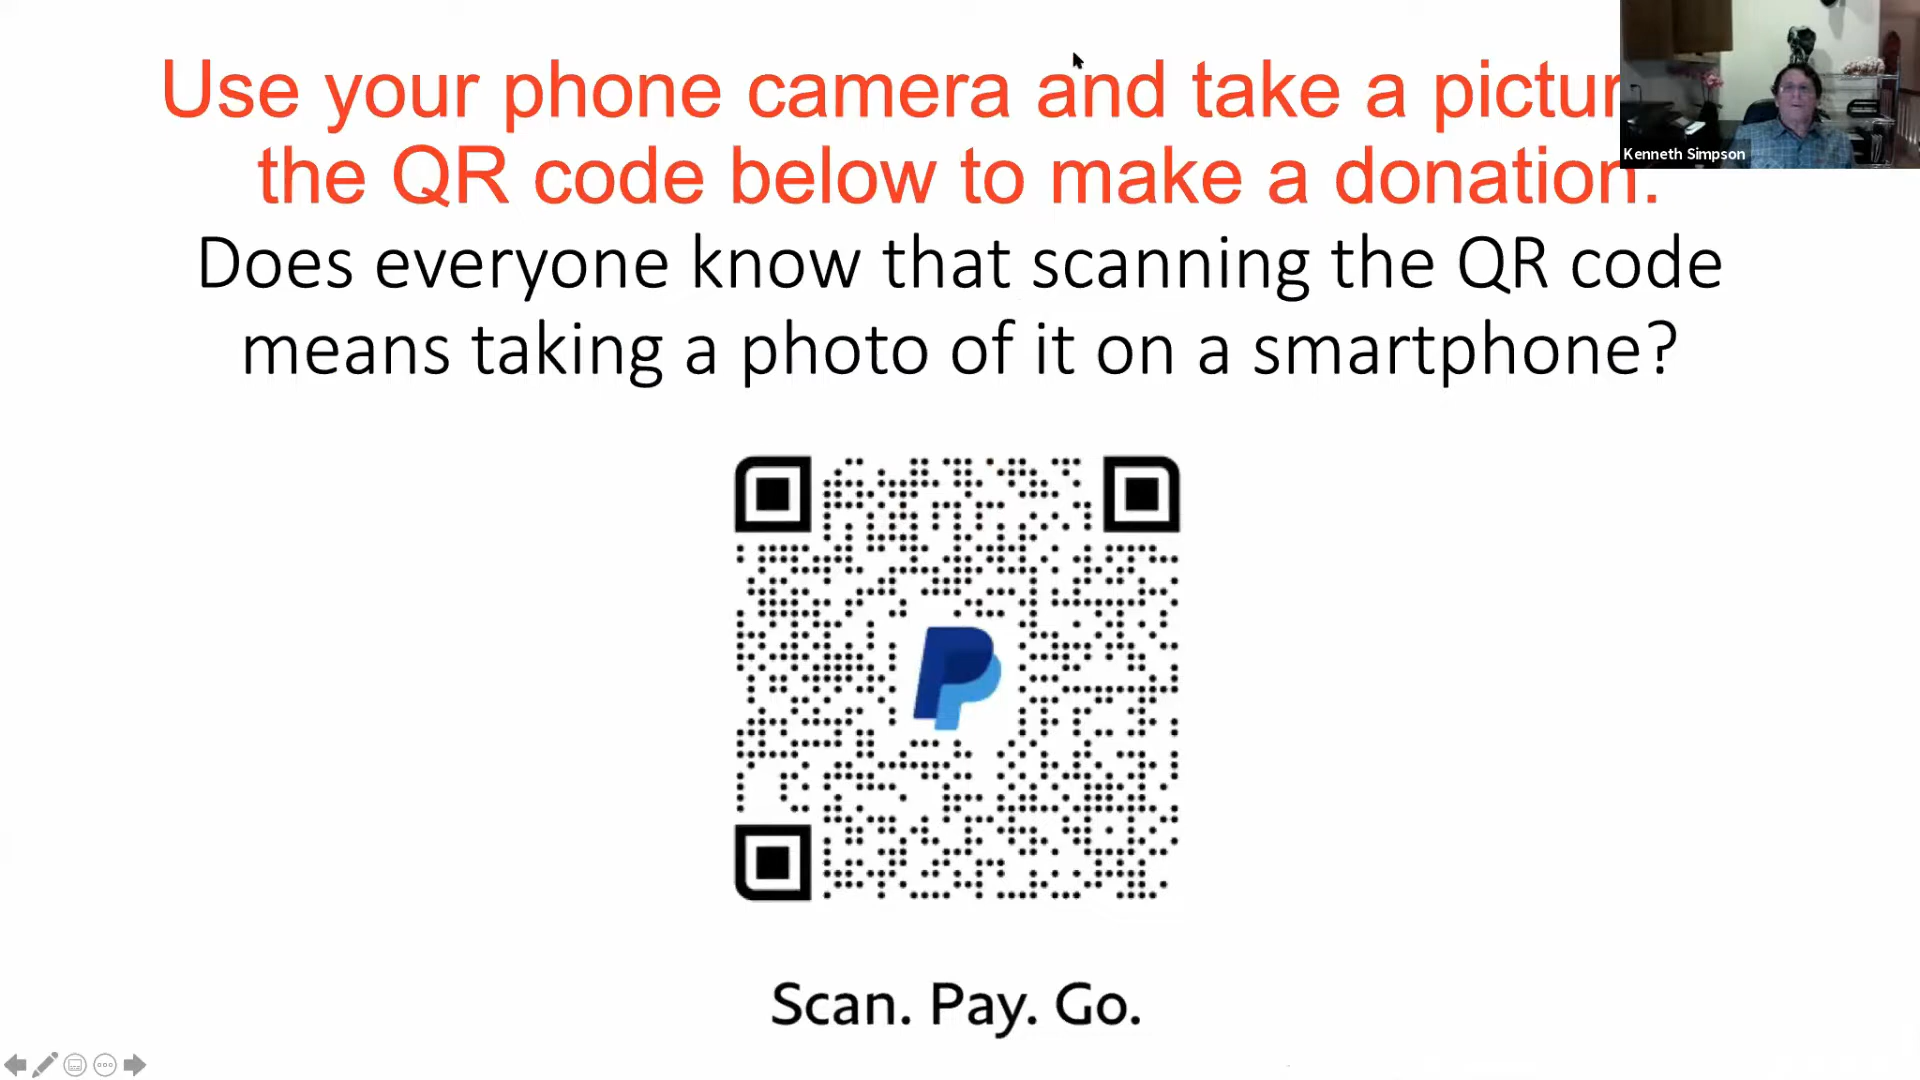 Use your phone camera and take a pictur
the QR code below to make a donation.
Does everyone know that scanning the QR code
means taking a photo of it on a smartphone?
Scan. Pay. Go.
Kenneth Simpson